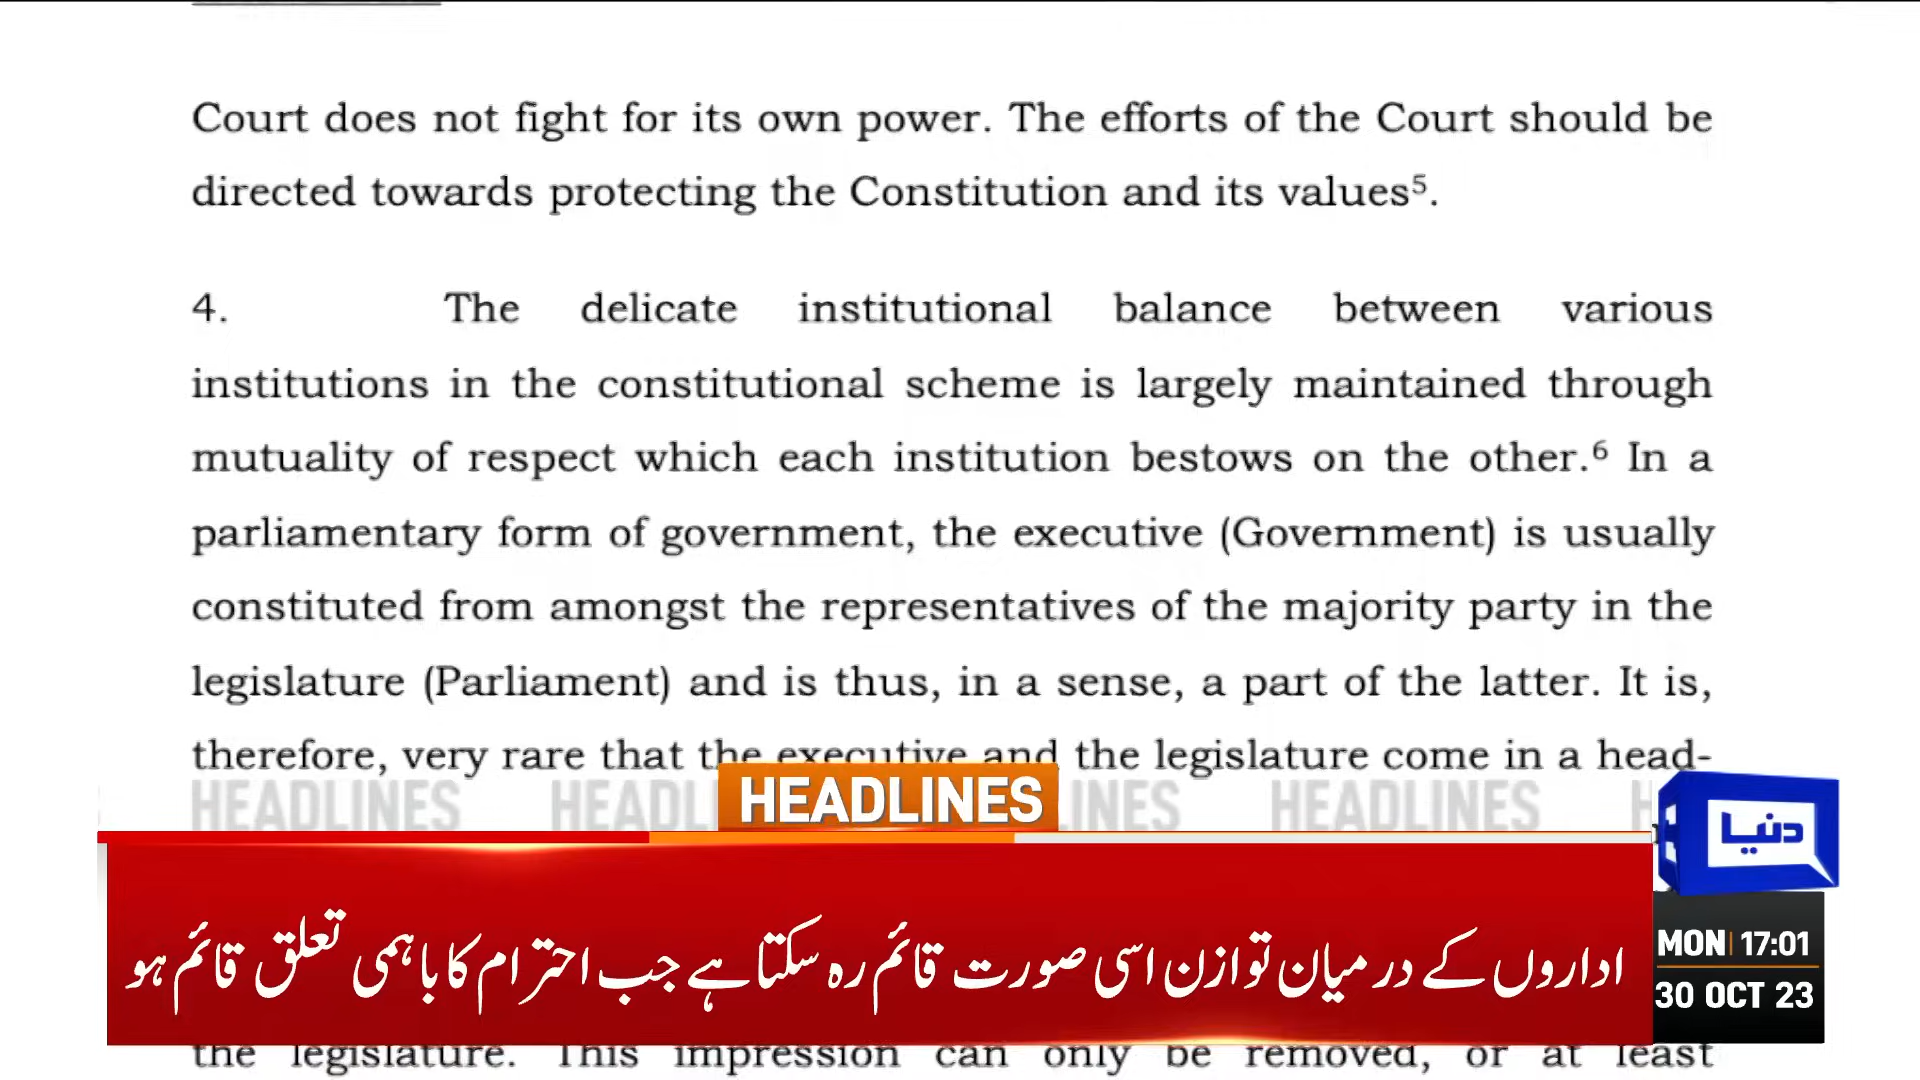 Court does not fight for its own power. The efforts of the Court should be
directed towards protecting the Constitution and its values⁵.
4. The delicate institutional balance between various
institutions in the constitutional scheme is largely maintained through
mutuality of respect which each institution bestows on the other.⁶ In a
parliamentary form of government, the executive (Government) is usually
constituted from amongst the representatives of the majority party in the
legislature (Parliament) and is thus, in a sense, a part of the latter. It is,
therefore, very rare that the executive and the legislature come in a head-
HEADLINES HEADL INES HEADLINES H
HEADLINES
دنیا
اداروں کے درمیان توازن اسی صورت قائم رہ سکتا ہے جب احترام کا باہمی تعلق قائم ہو
MON 17:01
30 OCT 23
the legislature. This impression can only be removed, or at least